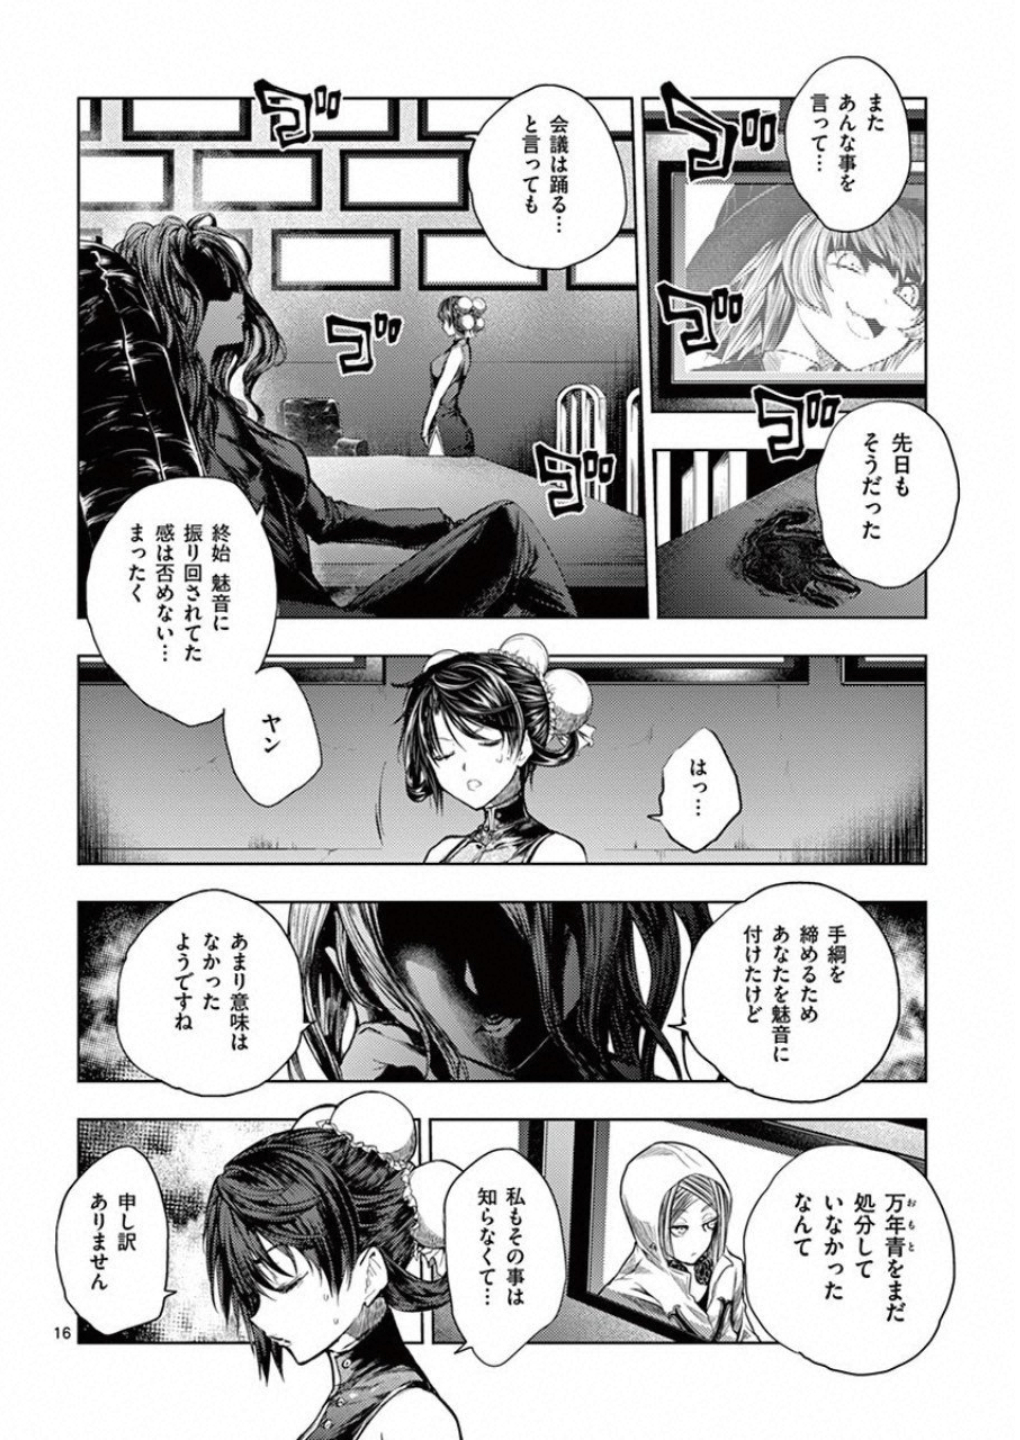 また
あんな事を
言って…
ゴゴ
ゴ
ゴゴ
先日も
そうだった
会議は踊る…
と言っても
ゴゴ
ゴゴ
ゴゴ
終始 魅音に
振り回されてた
感は否めない…
まったく
ヤン
はっ…
手綱を
締めるため
あなたを魅音に
付けたけど
あまり意味は
なかった
ようですね
万年青をまだ
おもと
処分して
いなかった
なんて
私もその事は
知らなくて…
申し訳
ありません
16